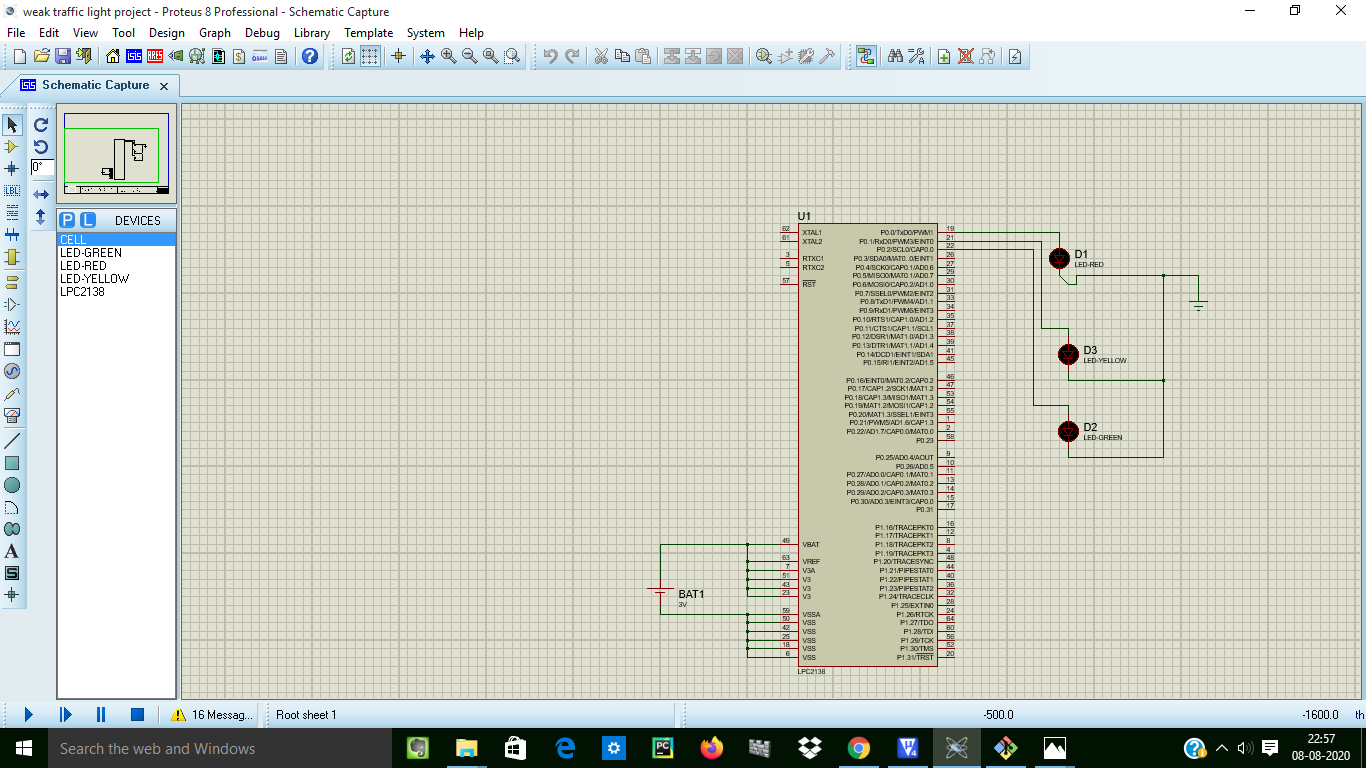 weak traffic light project - Proteus 8 Professional - Schematic Capture
File Edit View Tool Design Graph Debug Library Template System Help
Schematic Capture
0°
LBL
P L DEVICES
CELL
LED-GREEN
LED-RED
LED-YELLOW
LPC2138
A
S
U1
62 XTAL1
61 XTAL2
3 RTXC1
5 RTXC2
57 RST
P0.0/TxD0/PWM1 19
P0.1/RxD0/PWM3/EINT0 21
P0.2/SCL0/CAP0.0 22
P0.3/SDA0/MAT0..0/EINT1 26
P0.4/SCK0/CAP0.1/AD0.6 27
P0.5/MISO0/MAT0.1/AD0.7 29
P0.6/MOSI0/CAP0.2/AD1.0 30
P0.7/SSEL0/PWM2/EINT2 31
P0.8/TxD1/PWM4/AD1.1 33
P0.9/RxD1/PWM6/EINT3 34
P0.10/RTS1/CAP1.0/AD1.2 35
P0.11/CTS1/CAP1.1/SCL1 37
P0.12/DSR1/MAT1.0/AD1.3 38
P0.13/DTR1/MAT1.1/AD1.4 39
P0.14/DCD1/EINT1/SDA1 41
P0.15/RI1/EINT2/AD1.5 45
P0.16/EINT0/MAT0.2/CAP0.2 46
P0.17/CAP1.2/SCK1/MAT1.2 47
P0.18/CAP1.3/MISO1/MAT1.3 53
P0.19/MAT1.2/MOSI1/CAP1.2 54
P0.20/MAT1.3/SSEL1/EINT3 55
P0.21/PWM5/AD1.6/CAP1.3 1
P0.22/AD1.7/CAP0.0/MAT0.0 2
P0.23 58
P0.25/AD0.4/AOUT 9
P0.26/AD0.5 10
P0.27/AD0.0/CAP0.1/MAT0.1 11
P0.28/AD0.1/CAP0.2/MAT0.2 13
P0.29/AD0.2/CAP0.3/MAT0.3 14
P0.30/AD0.3/EINT3/CAP0.0 15
P0.31 17
P1.16/TRACEPKT0 16
P1.17/TRACEPKT1 12
P1.18/TRACEPKT2 8
P1.19/TRACEPKT3 4
P1.20/TRACESYNC 48
P1.21/PIPESTAT0 44
P1.22/PIPESTAT1 40
P1.23/PIPESTAT2 36
P1.24/TRACECLK 32
P1.25/EXTIN0 28
P1.26/RTCK 24
P1.27/TDO 64
P1.28/TDI 60
P1.29/TCK 56
P1.30/TMS 52
P1.31/TRST 20
49 VBAT
63 VREF
7 V3A
51 V3
43 V3
23 V3
59 VSSA
50 VSS
42 VSS
25 VSS
18 VSS
6 VSS
LPC2138
BAT1
3V
D1
LED-RED
D3
LED-YELLOW
D2
LED-GREEN
16 Messag... Root sheet 1 -500.0 -1600.0 th
Search the web and Windows
22:57
08-08-2020